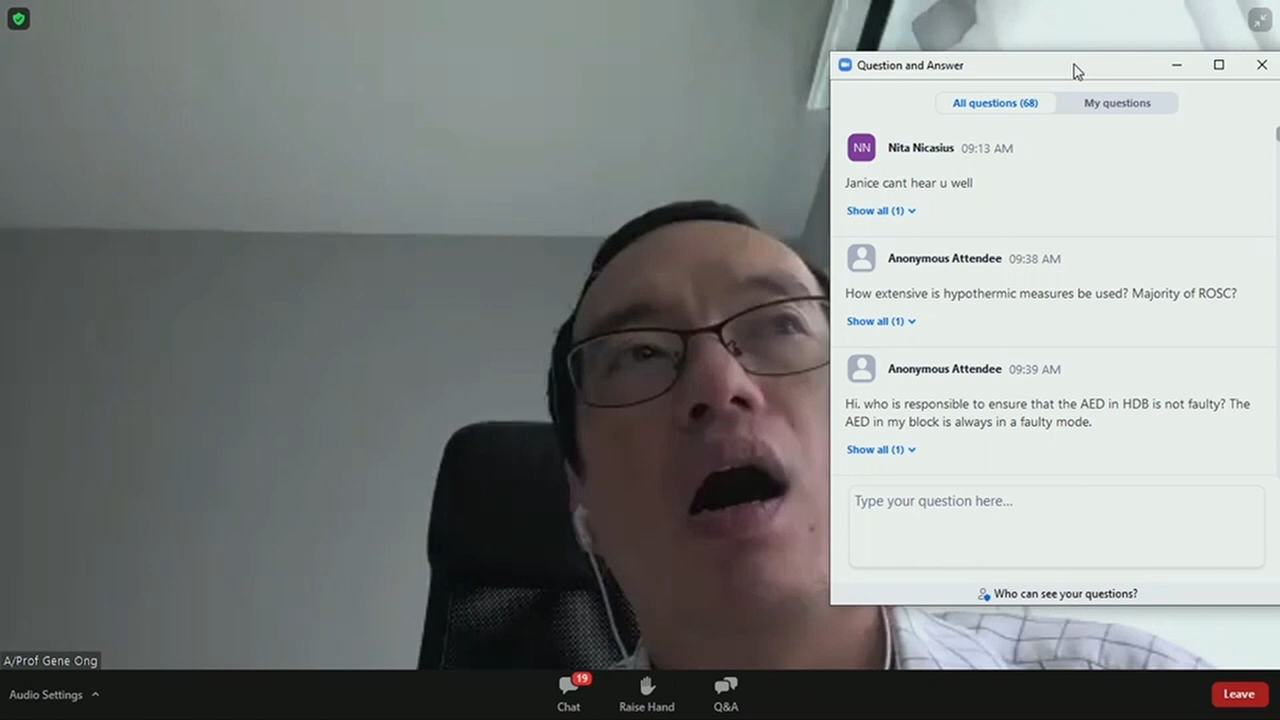 Question and Answer
All questions (68)
My questions
NN
Nita Nicasius 09:13 AM
Janice cant hear u well
Show all (1)
Anonymous Attendee 09:38 AM
How extensive is hypothermic measures be used? Majority of ROSC?
Show all (1)
Anonymous Attendee 09:39 AM
Hi. who is responsible to ensure that the AED in HDB is not faulty? The
AED in my block is always in a faulty mode.
Show all (1)
Type your question here...
Who can see your questions?
A/Prof Gene Ong
Audio Settings
19
Chat
Raise Hand
Q&A
Leave